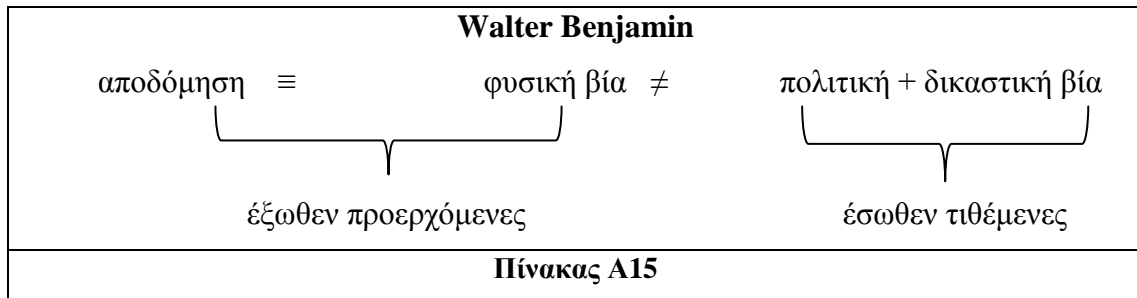 Walter Benjamin
αποδόμηση ≡ φυσική βία ≠ πολιτική + δικαστική βία
έξωθεν προερχόμενες έσωθεν τιθέμενες
Πίνακας Α15